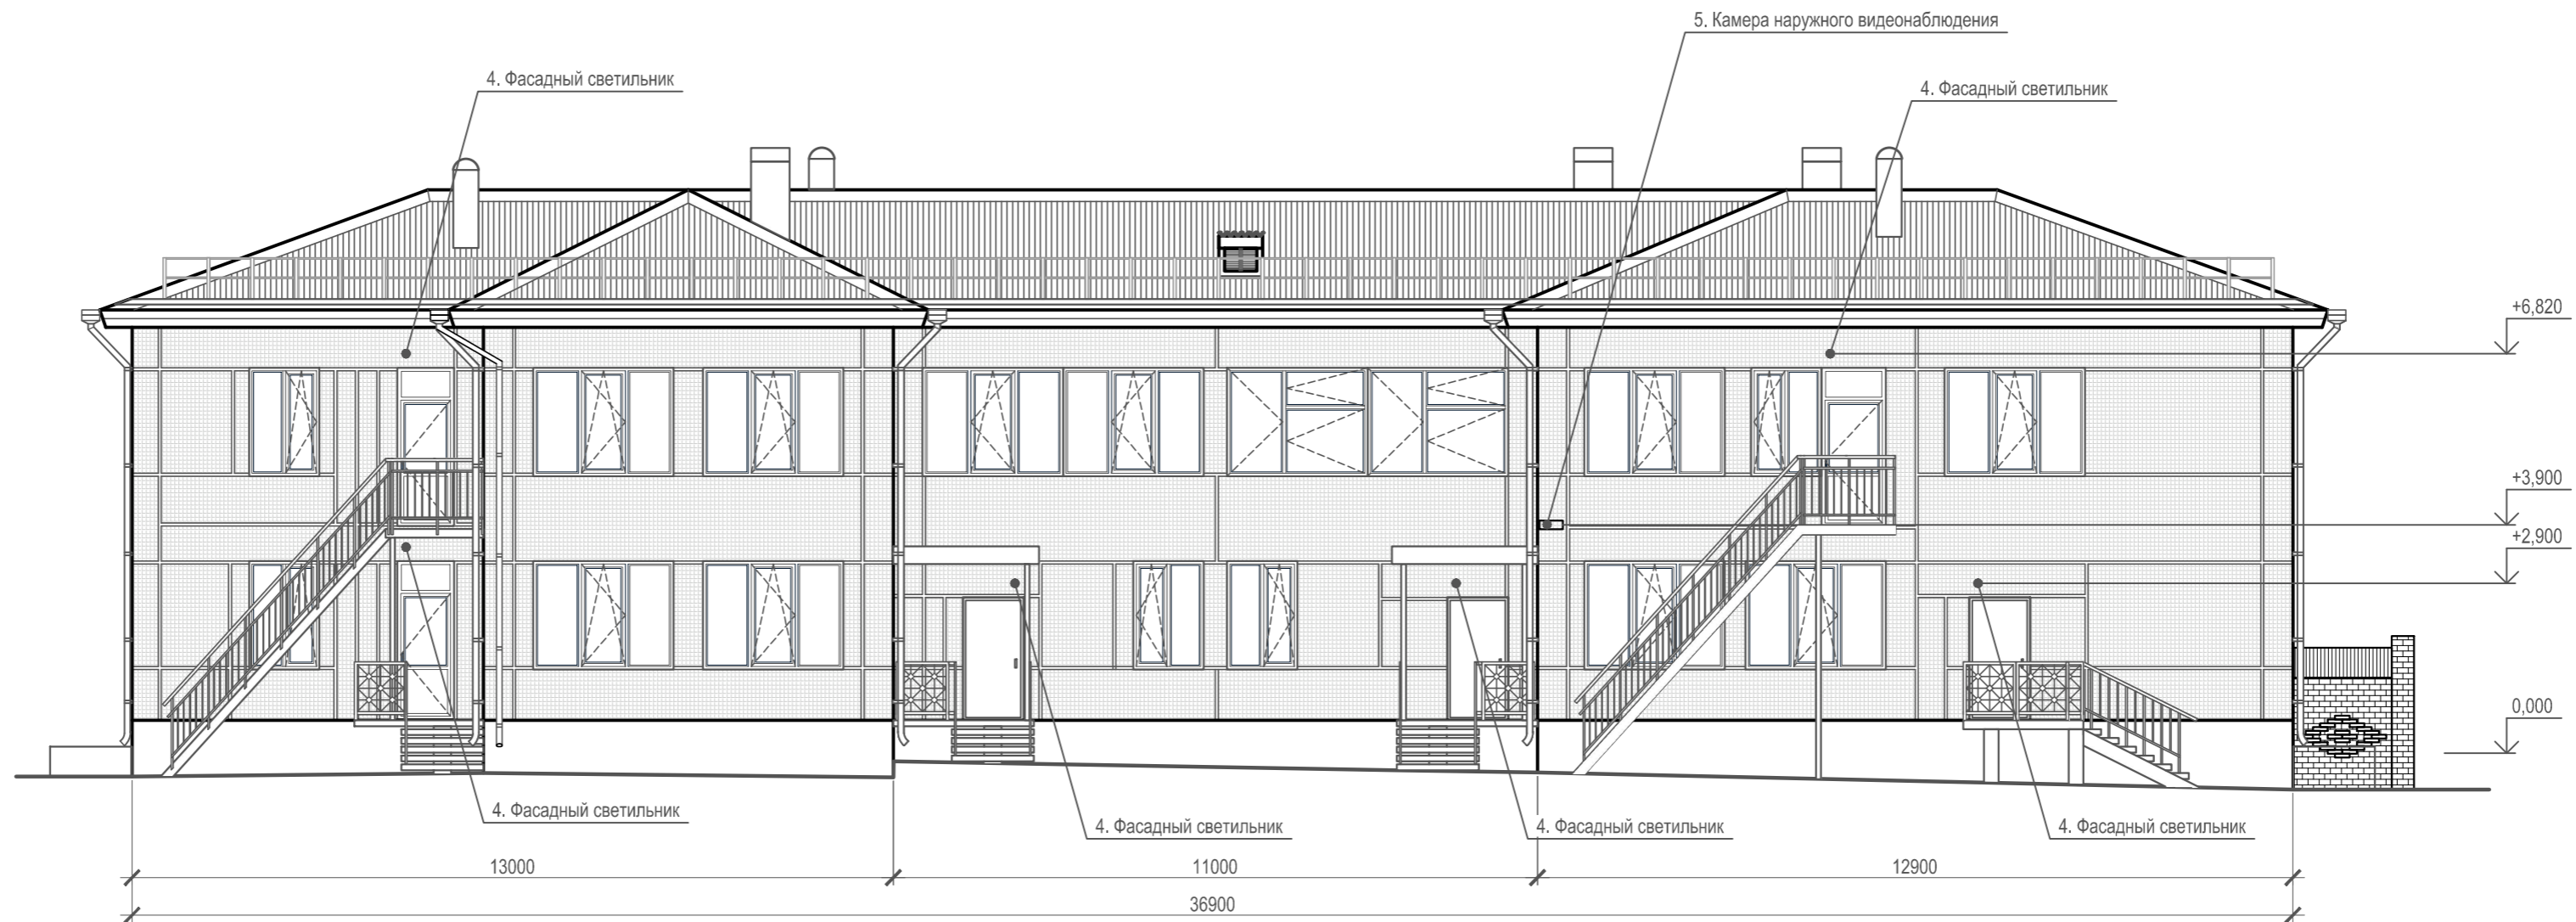 5. Камера наружного видеонаблюдения
4. Фасадный светильник
4. Фасадный светильник
+6,820
+3,900
+2,900
0,000
4. Фасадный светильник
4. Фасадный светильник
4. Фасадный светильник
4. Фасадный светильник
13000
11000
12900
36900